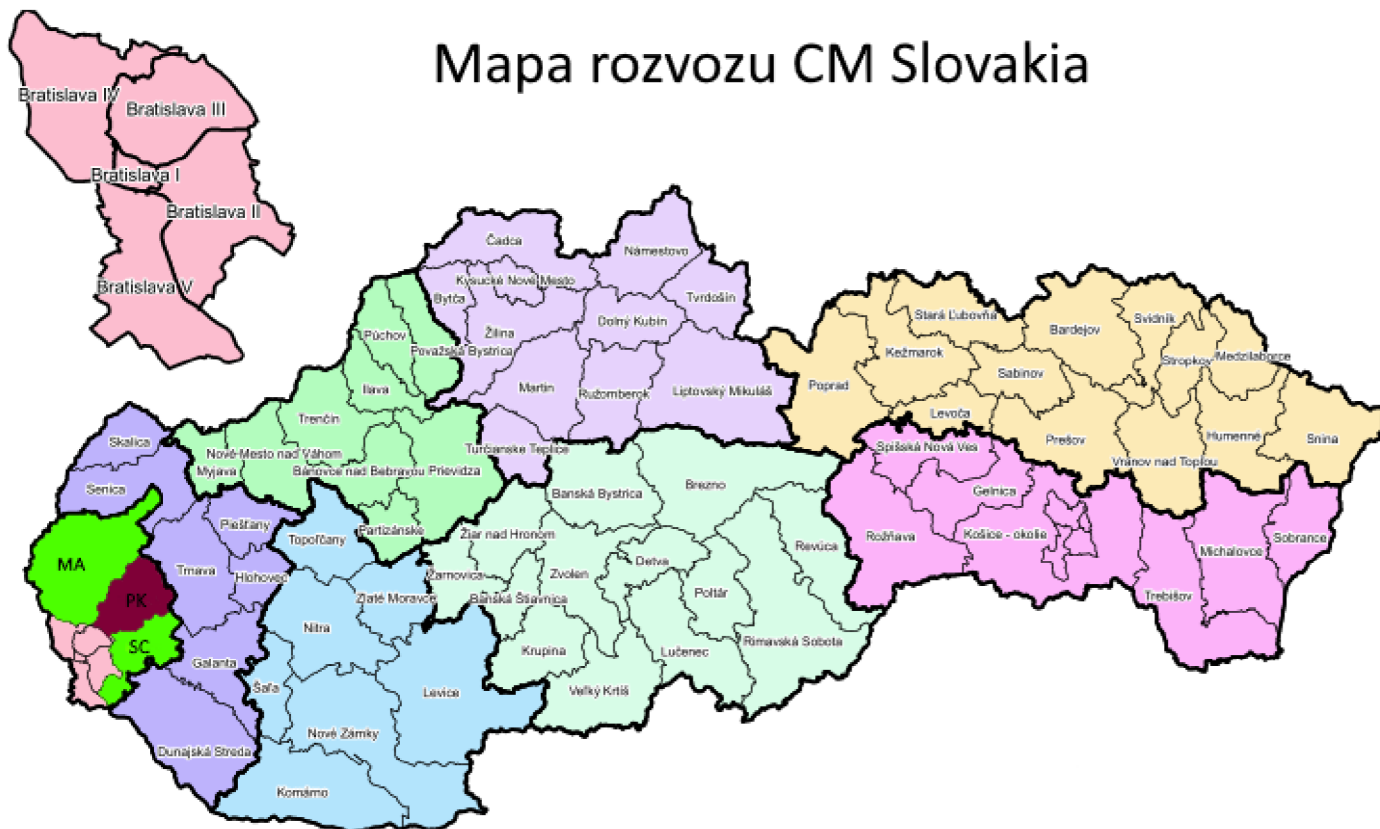 Mapa rozvozu CM Slovakia
Bratislava IV
Bratislava III
Bratislava I
Bratislava II
Bratislava V
Čadca
Námestovo
Kysucké Nové Mesto
Bytča
Tvrdošín
Dolný Kubín
Žilina
Púchov
Považská Bystrica
Ilava
Martin
Ružomberok
Liptovský Mikuláš
Stará Ľubovňa
Bardejov
Svidník
Kežmarok
Stropkov
Medzilaborce
Poprad
Sabinov
Levoča
Prešov
Humenné
Snina
Vranov nad Topľou
Trenčín
Skalica
Nové Mesto nad Váhom
Myjava
Bánovce nad Bebravou
Prievidza
Turčianske Teplice
Senica
Partizánske
Banská Bystrica
Brezno
Spišská Nová Ves
Gelnica
Rožňava
Košice - okolie
Michalovce
Sobrance
Trebišov
Piešťany
Topoľčany
Žiar nad Hronom
Revúca
MA
Trnava
Hlohovec
Žarnovica
Zvolen
Detva
Poltár
PK
Zlaté Moravce
Banská Štiavnica
Nitra
SC
Galanta
Krupina
Lučenec
Rimavská Sobota
Šaľa
Levice
Veľký Krtíš
Nové Zámky
Dunajská Streda
Komárno